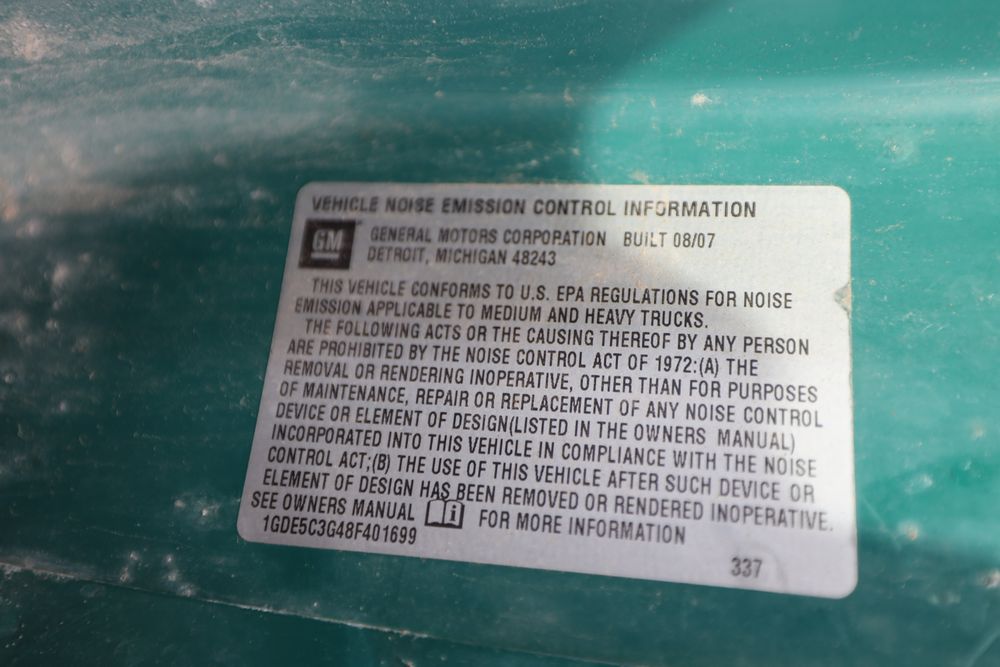 VEHICLE NOISE EMISSION CONTROL INFORMATION
GM GENERAL MOTORS CORPORATION BUILT 08/07
DETROIT, MICHIGAN 48243
THIS VEHICLE CONFORMS TO U.S. EPA REGULATIONS FOR NOISE
EMISSION APPLICABLE TO MEDIUM AND HEAVY TRUCKS.
THE FOLLOWING ACTS OR THE CAUSING THEREOF BY ANY PERSON
ARE PROHIBITED BY THE NOISE CONTROL ACT OF 1972:(A) THE
REMOVAL OR RENDERING INOPERATIVE, OTHER THAN FOR PURPOSES
OF MAINTENANCE, REPAIR OR REPLACEMENT OF ANY NOISE CONTROL
DEVICE OR ELEMENT OF DESIGN(LISTED IN THE OWNERS MANUAL)
INCORPORATED INTO THIS VEHICLE IN COMPLIANCE WITH THE NOISE
CONTROL ACT;(B) THE USE OF THIS VEHICLE AFTER SUCH DEVICE OR
ELEMENT OF DESIGN HAS BEEN REMOVED OR RENDERED INOPERATIVE.
SEE OWNERS MANUAL i FOR MORE INFORMATION
1GDE5C3G48F401699
337